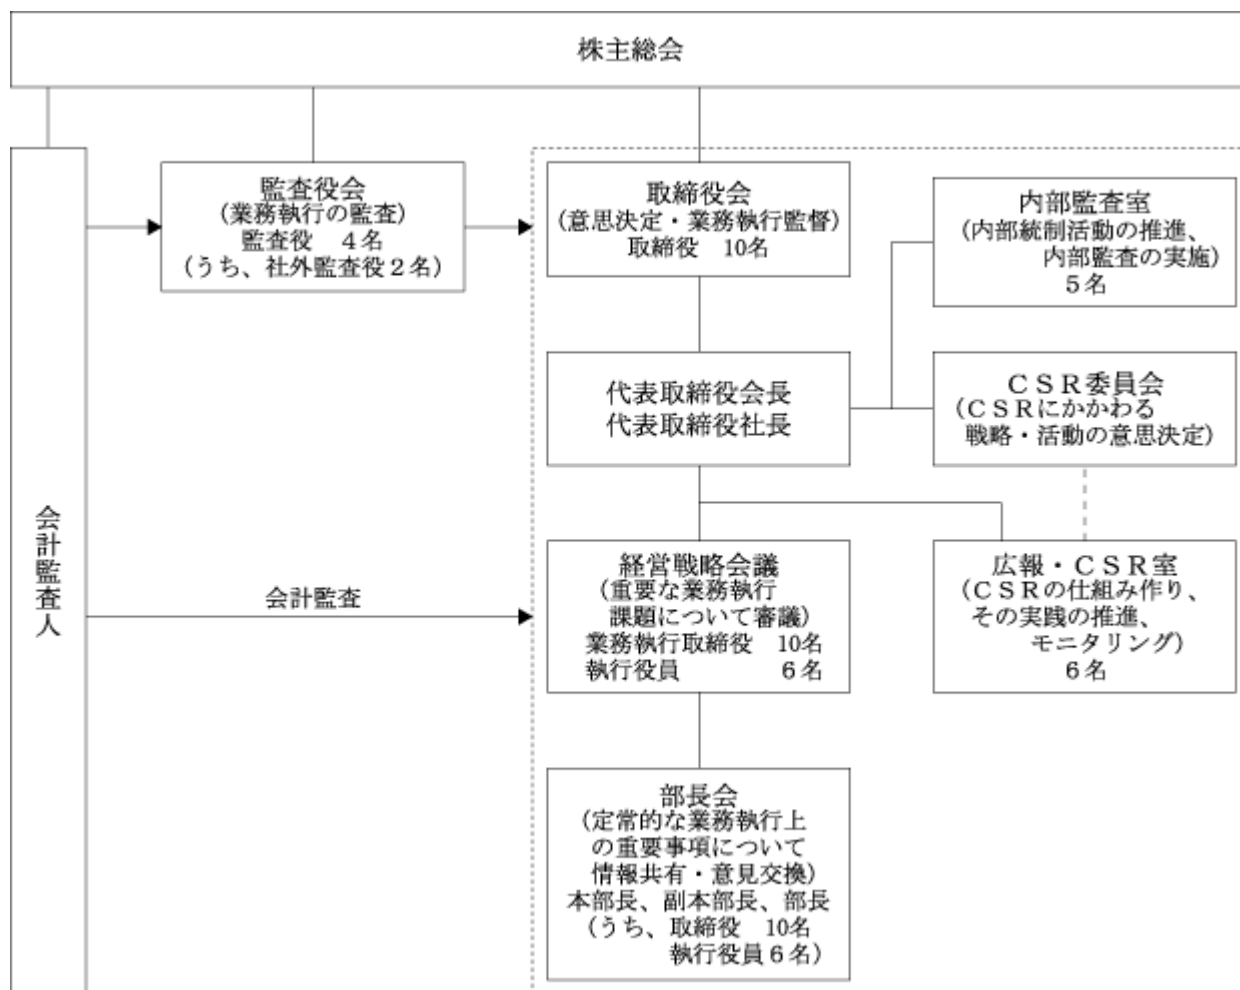 株主総会
監査役会
（業務執行の監査）
監査役　４名
（うち、社外監査役２名）
取締役会
（意思決定・業務執行監督）
取締役　10名
内部監査室
（内部統制活動の推進、
内部監査の実施）
５名
代表取締役会長
代表取締役社長
ＣＳＲ委員会
（ＣＳＲにかかわる
戦略・活動の意思決定）
会計監査人
会計監査
経営戦略会議
（重要な業務執行
課題について審議）
業務執行取締役　10名
執行役員　６名
広報・ＣＳＲ室
（ＣＳＲの仕組み作り、
その実践の推進、
モニタリング）
６名
部長会
（定常的な業務執行上
の重要事項について
情報共有・意見交換）
本部長、副本部長、部長
（うち、取締役　10名
執行役員６名）